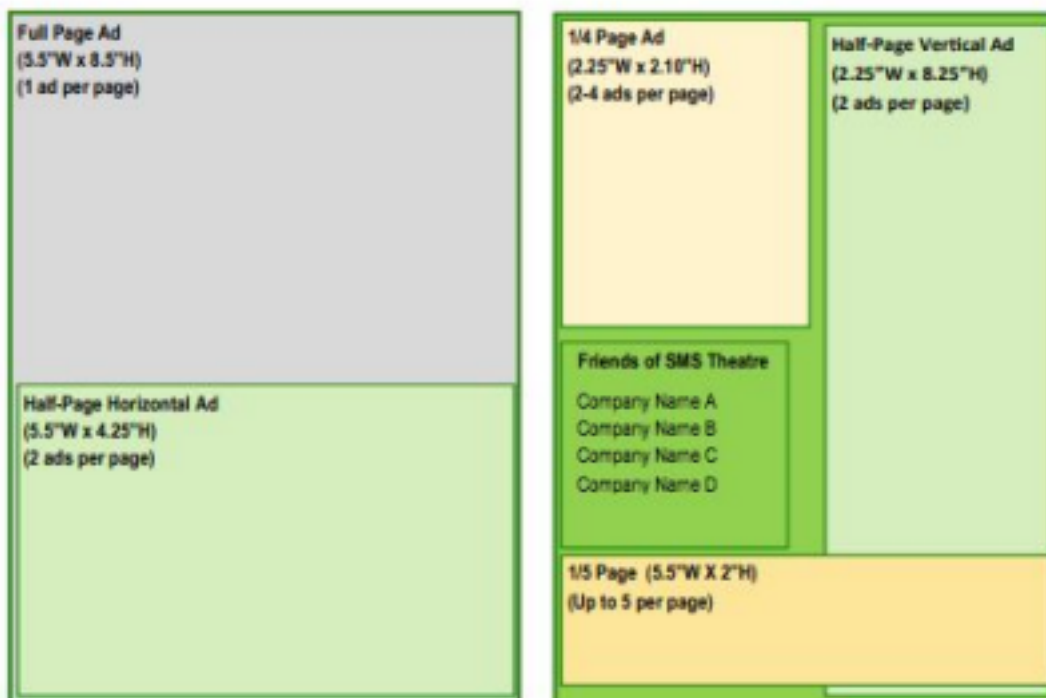 Full Page Ad
(5.5"W x 8.5"H)
(1 ad per page)
Half-Page Horizontal Ad
(5.5"W x 4.25"H)
(2 ads per page)
1/4 Page Ad
(2.25"W x 2.10"H)
(2-4 ads per page)
Half-Page Vertical Ad
(2.25"W x 8.25"H)
(2 ads per page)
Friends of SMS Theatre
Company Name A
Company Name B
Company Name C
Company Name D
1/5 Page (5.5"W X 2"H)
(Up to 5 per page)